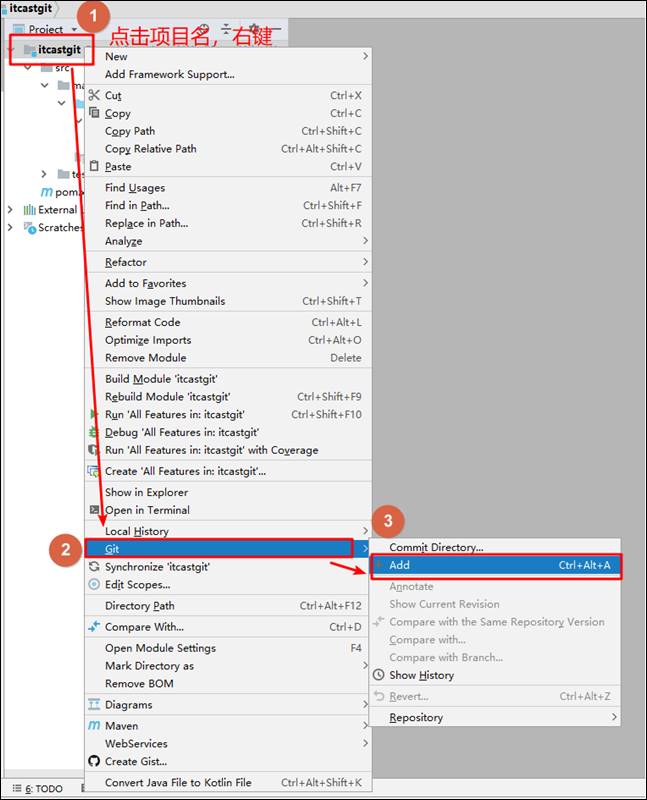 itcastgit
1
Project
点击项目名，右键
itcastgit
src
ma
tes
pom.x
External
Scratches
New
Add Framework Support...
Cut Ctrl+X
Copy Ctrl+C
Copy Path Ctrl+Shift+C
Copy Relative Path Ctrl+Alt+Shift+C
Paste Ctrl+V
Find Usages Alt+F7
Find in Path... Ctrl+Shift+F
Replace in Path... Ctrl+Shift+R
Analyze
Refactor
Add to Favorites
Show Image Thumbnails Ctrl+Shift+T
Reformat Code Ctrl+Alt+L
Optimize Imports Ctrl+Alt+O
Remove Module Delete
Build Module 'itcastgit'
Rebuild Module 'itcastgit' Ctrl+Shift+F9
Run 'All Features in: itcastgit' Ctrl+Shift+F10
Debug 'All Features in: itcastgit'
Run 'All Features in: itcastgit' with Coverage
Create 'All Features in: itcastgit'...
Show in Explorer
Open in Terminal
Local History
2
Git
Synchronize 'itcastgit'
Edit Scopes...
Directory Path Ctrl+Alt+F12
Compare With... Ctrl+D
Open Module Settings F4
Mark Directory as
Remove BOM
Diagrams
Maven
WebServices
Create Gist...
Convert Java File to Kotlin File Ctrl+Alt+Shift+K
3
Commit Directory...
Add Ctrl+Alt+A
Annotate
Show Current Revision
Compare with the Same Repository Version
Compare with...
Compare with Branch...
Show History
Revert... Ctrl+Alt+Z
Repository
6: TODO